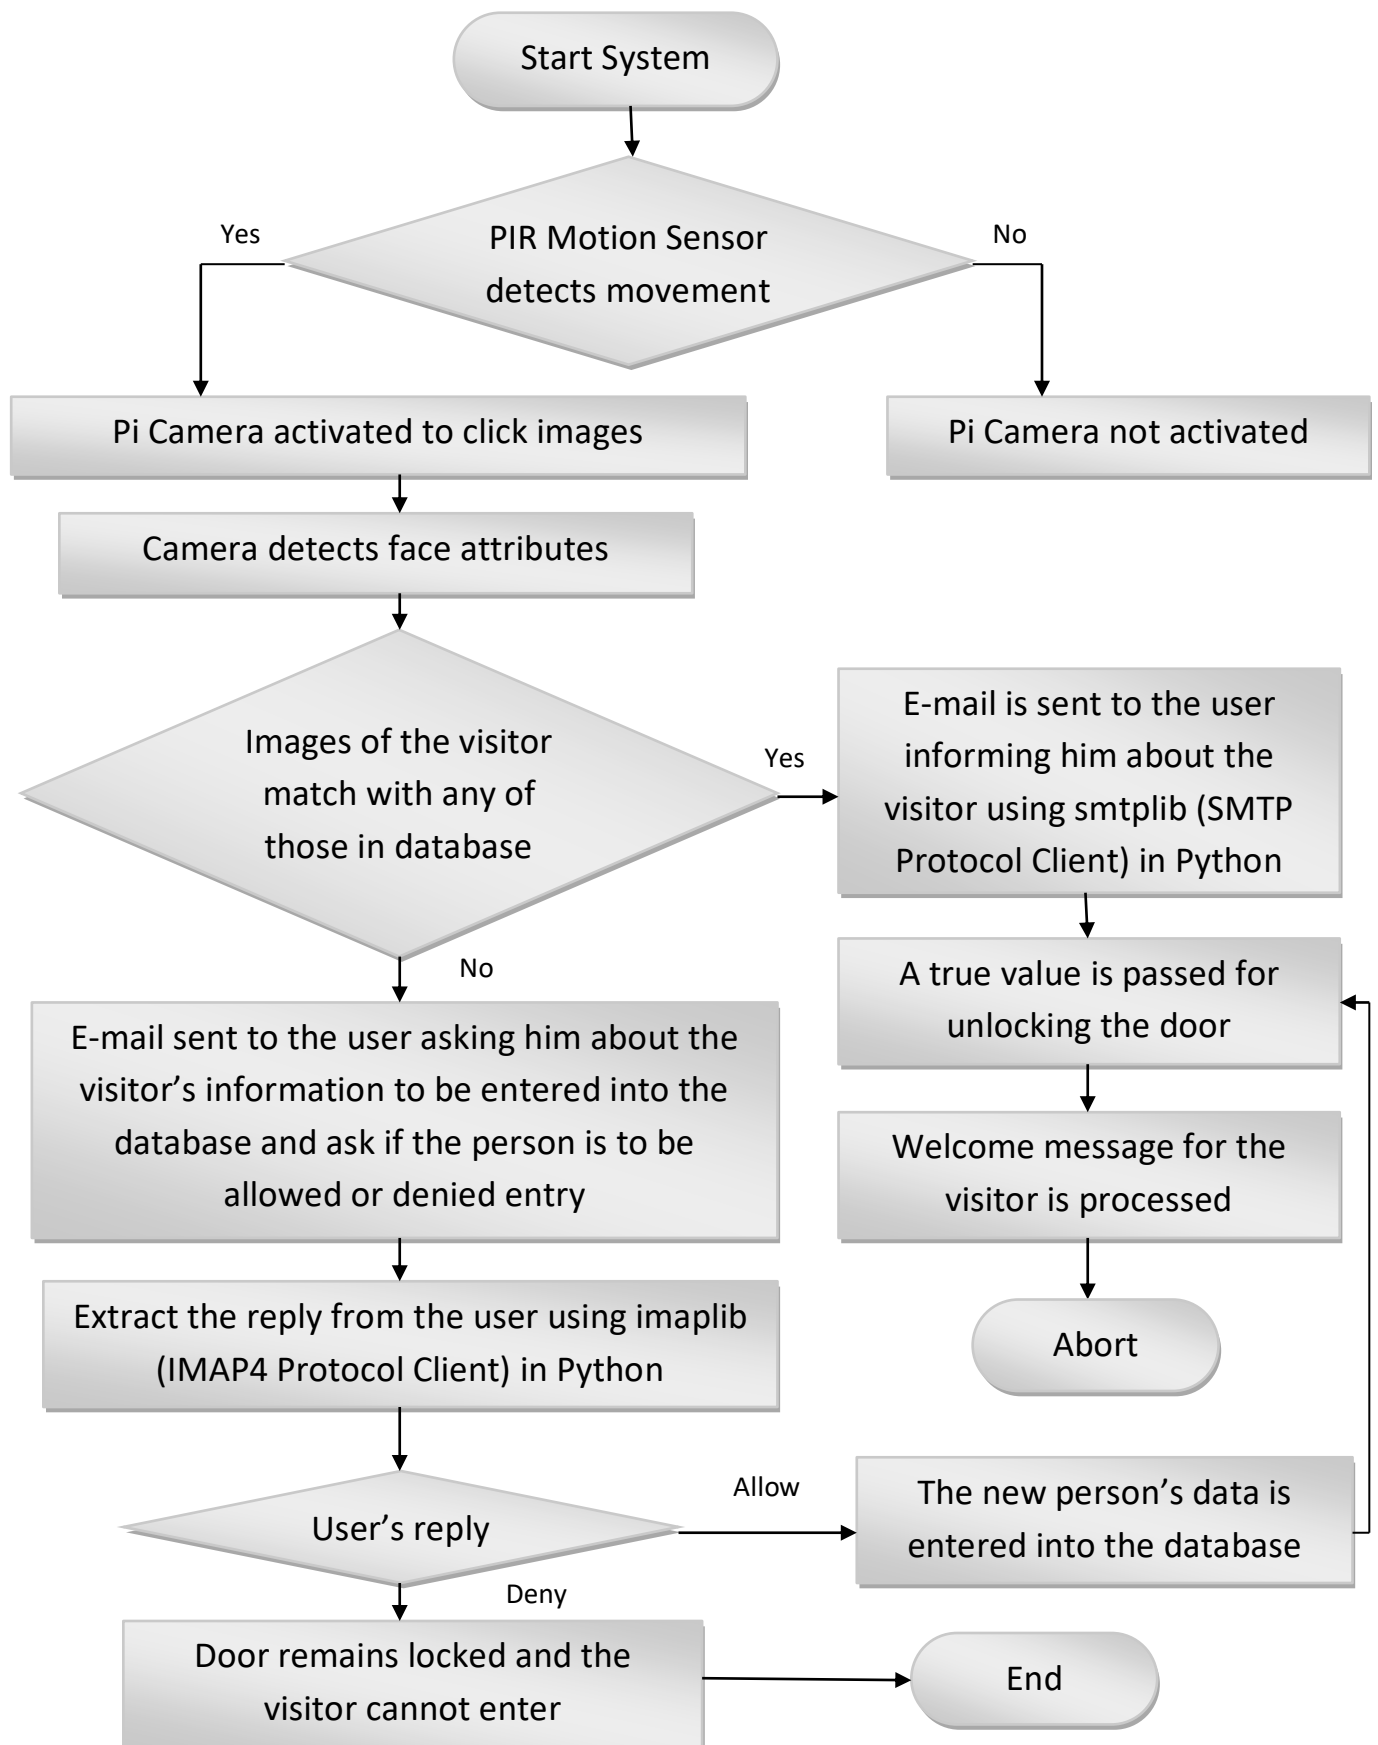 Start System
PIR Motion Sensor
detects movement
Yes
No
Pi Camera activated to click images
Pi Camera not activated
Camera detects face attributes
Images of the visitor
match with any of
those in database
Yes
E-mail is sent to the user
informing him about the
visitor using smtplib (SMTP
Protocol Client) in Python
No
A true value is passed for
unlocking the door
E-mail sent to the user asking him about the
visitor’s information to be entered into the
database and ask if the person is to be
allowed or denied entry
Welcome message for the
visitor is processed
Extract the reply from the user using imaplib
(IMAP4 Protocol Client) in Python
Abort
User’s reply
Allow
The new person’s data is
entered into the database
Deny
Door remains locked and the
visitor cannot enter
End